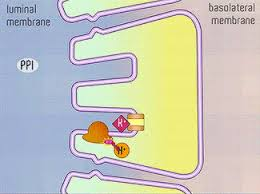 luminal
membrane
basolateral
membrane
PPI
K+
H+